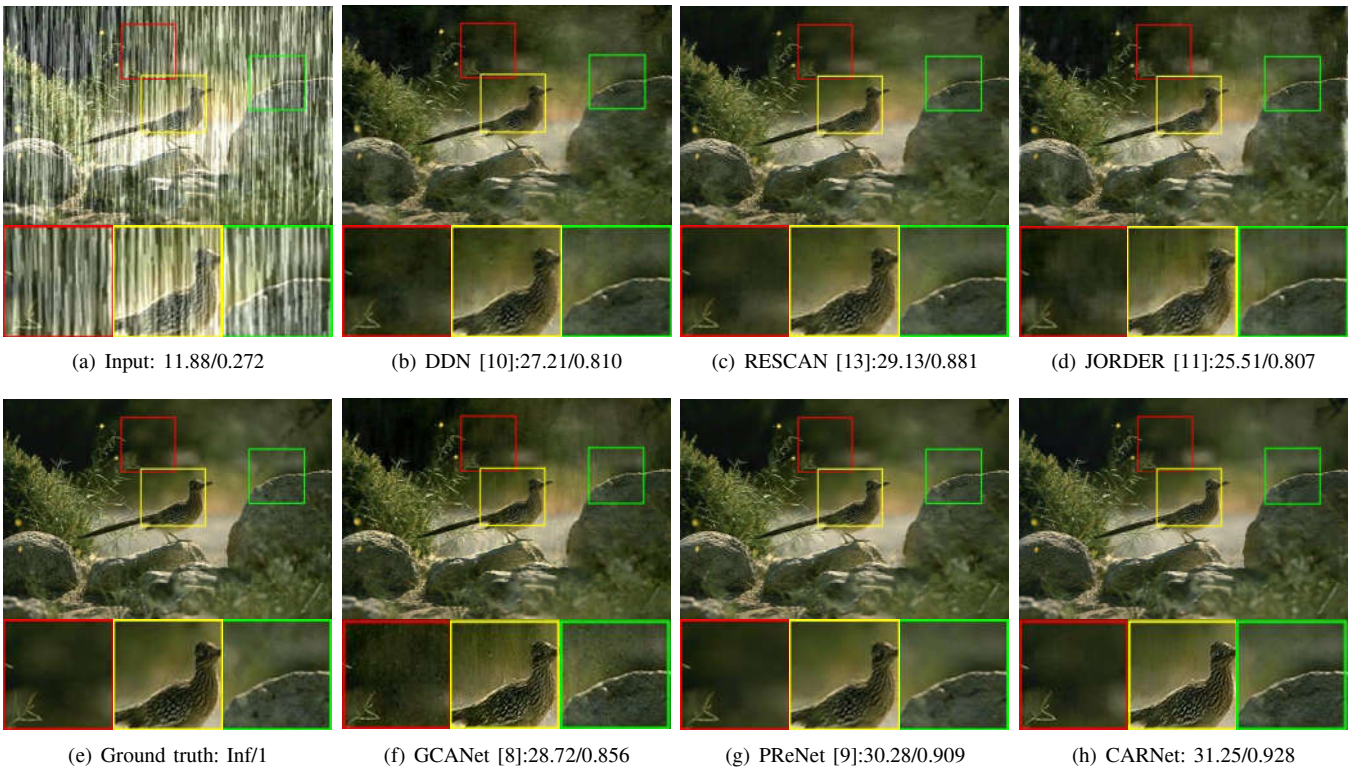 (a) Input: 11.88/0.272
(b) DDN [10]:27.21/0.810
(c) RESCAN [13]:29.13/0.881
(d) JORDER [11]:25.51/0.807
(e) Ground truth: Inf/1
(f) GCANet [8]:28.72/0.856
(g) PReNet [9]:30.28/0.909
(h) CARNet: 31.25/0.928